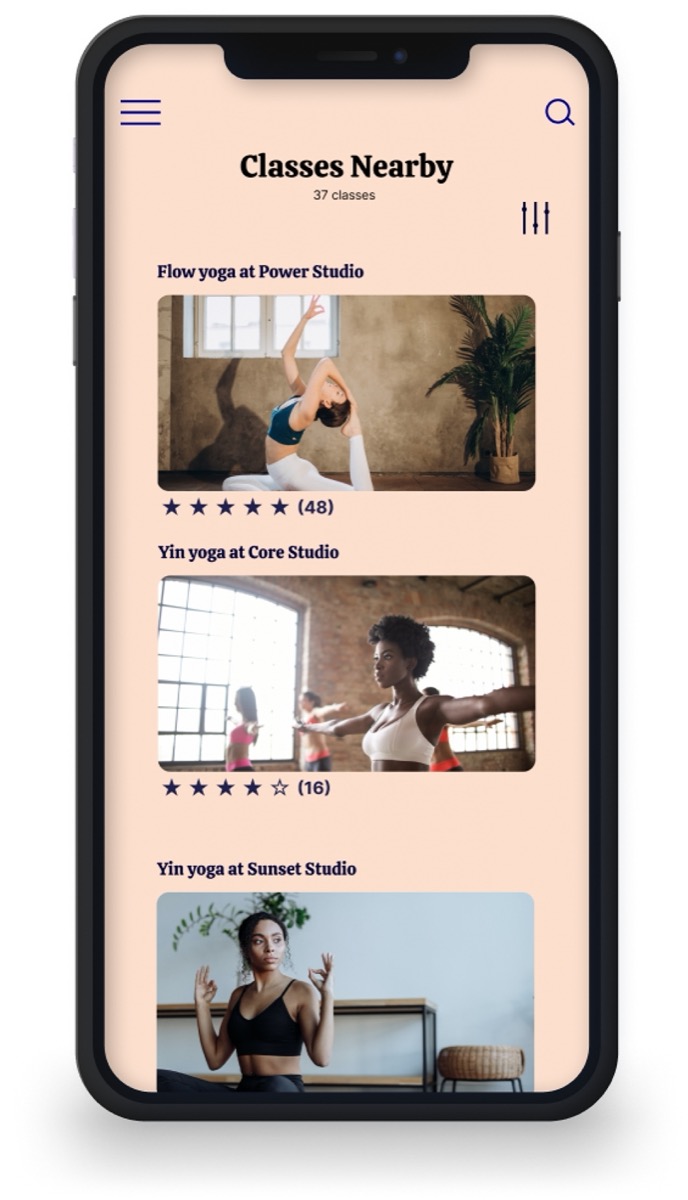 Classes Nearby
37 classes
Flow yoga at Power Studio
★ ★ ★ ★ ★ (48)
Yin yoga at Core Studio
★ ★ ★ ★ ☆ (16)
Yin yoga at Sunset Studio